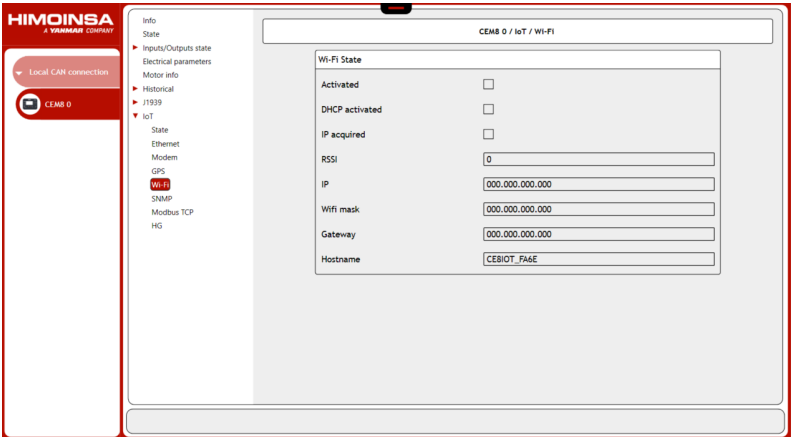 HIMOINSA
A YANMAR COMPANY
Local CAN connection
CEM8 0
Info
State
Inputs/Outputs state
Electrical parameters
Motor info
Historical
J1939
IoT
State
Ethernet
Modem
GPS
Wi-Fi
SNMP
Modbus TCP
HG
CEM8 0 / IoT / Wi-Fi
Wi-Fi State
Activated
DHCP activated
IP acquired
RSSI 0
IP 000.000.000.000
Wifi mask 000.000.000.000
Gateway 000.000.000.000
Hostname CE8IOT_FA6E